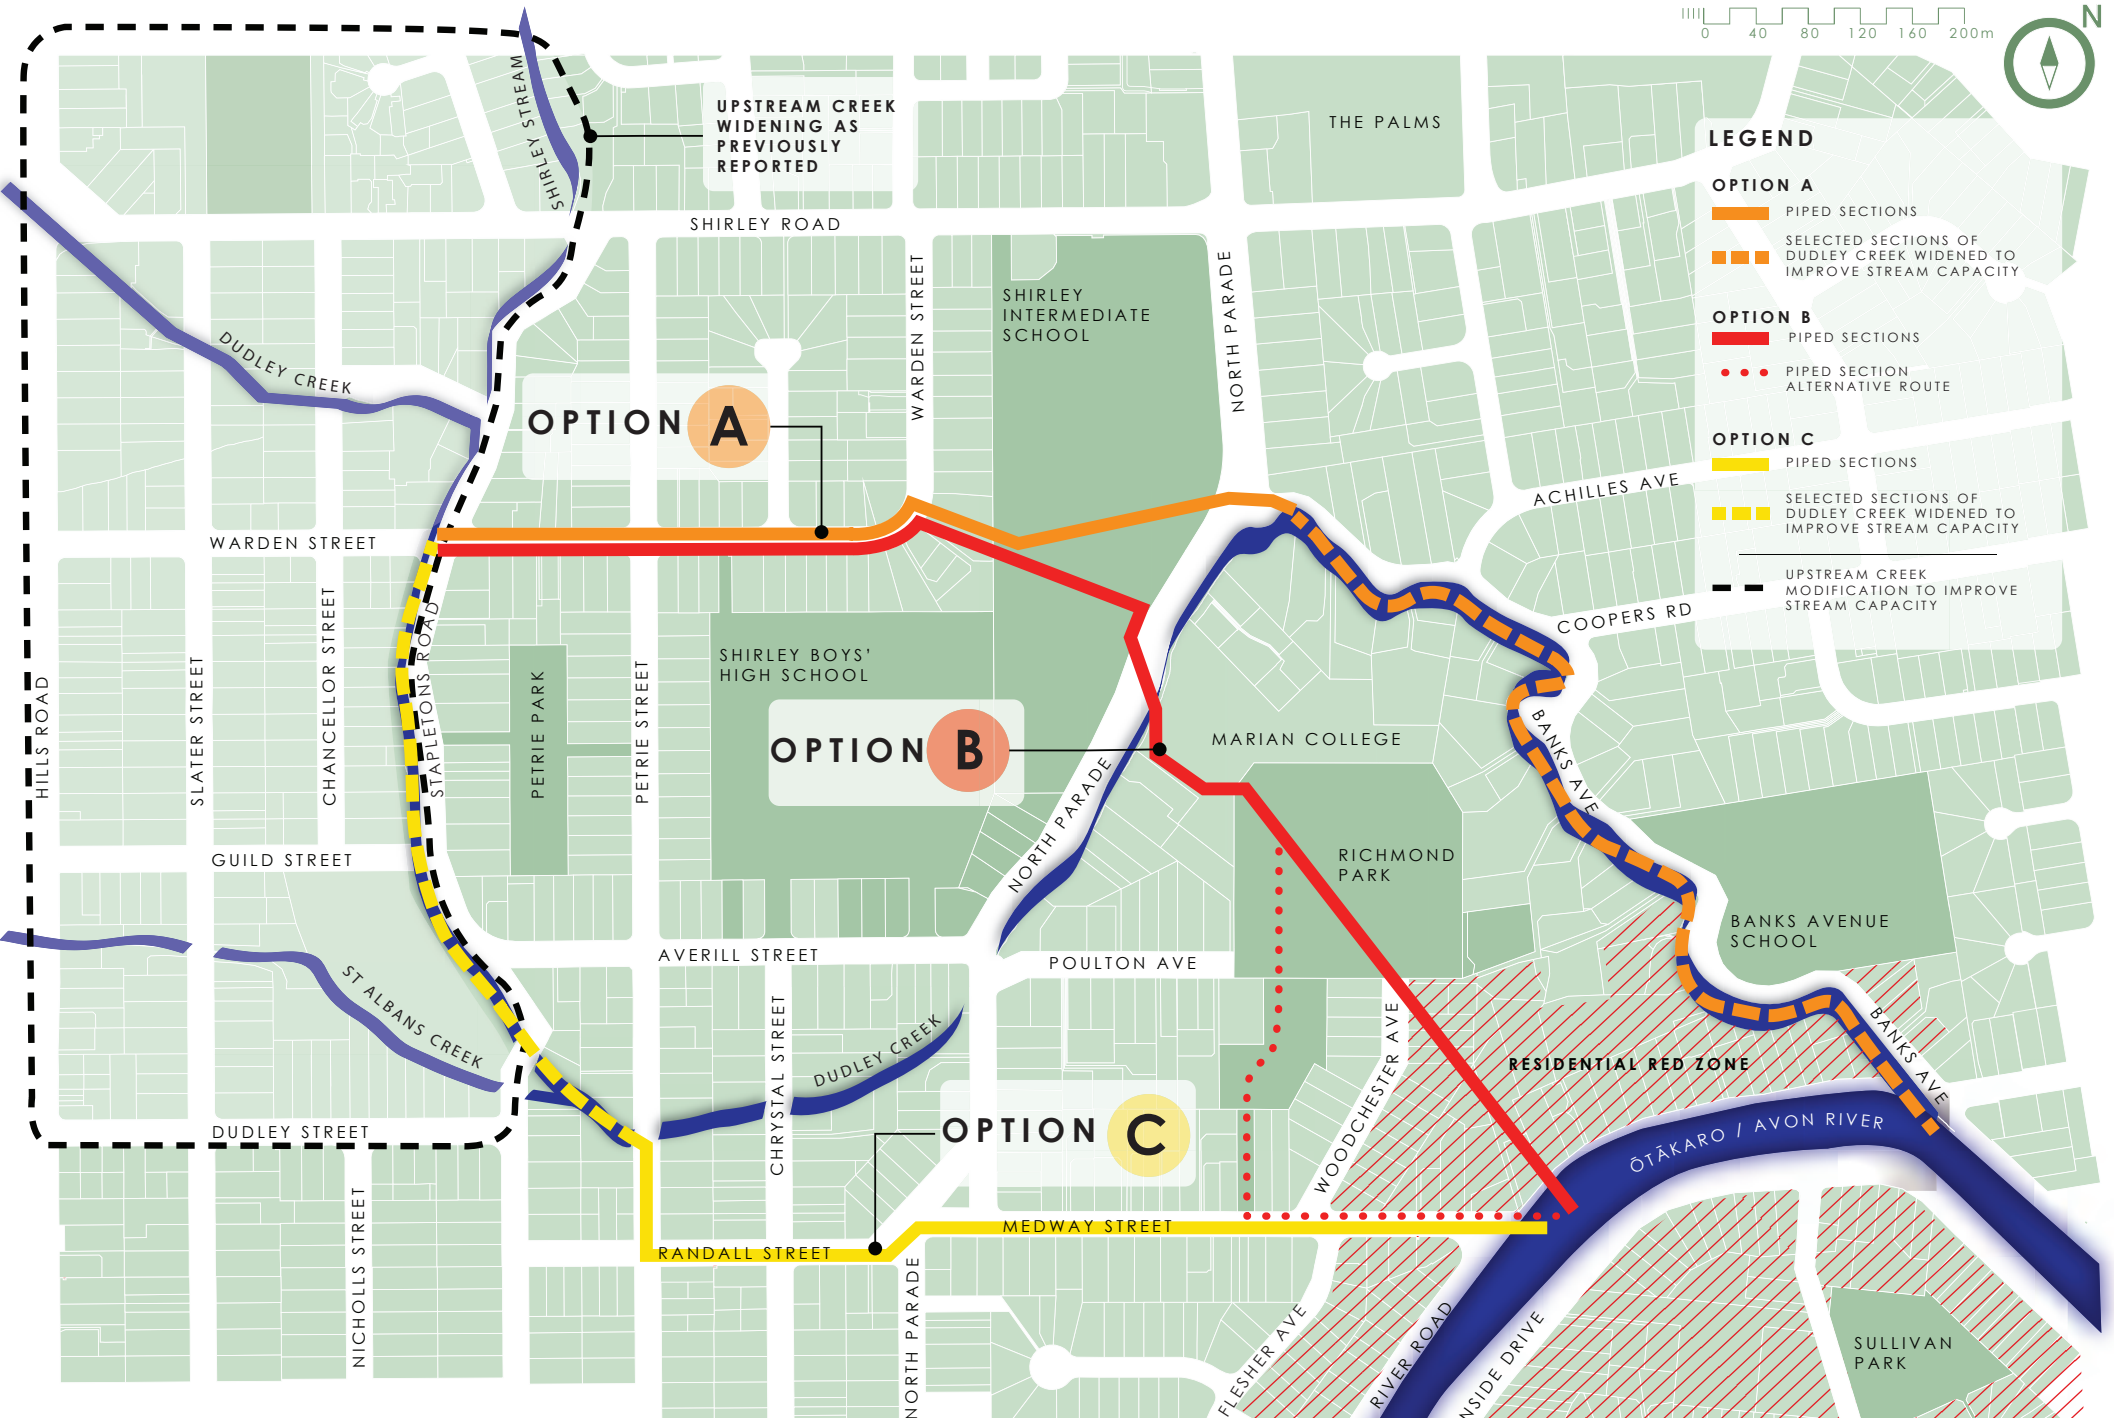 N
0 40 80 120 160 200m
SHIRLEY STREAM
UPSTREAM CREEK
WIDENING AS
PREVIOUSLY
REPORTED
THE PALMS
LEGEND
OPTION A
PIPED SECTIONS
SELECTED SECTIONS OF
DUDLEY CREEK WIDENED TO
IMPROVE STREAM CAPACITY
OPTION B
PIPED SECTIONS
PIPED SECTION
ALTERNATIVE ROUTE
OPTION C
PIPED SECTIONS
SELECTED SECTIONS OF
DUDLEY CREEK WIDENED TO
IMPROVE STREAM CAPACITY
UPSTREAM CREEK
MODIFICATION TO IMPROVE
STREAM CAPACITY
SHIRLEY ROAD
WARDEN STREET
SHIRLEY
INTERMEDIATE
SCHOOL
NORTH PARADE
DUDLEY CREEK
OPTION A
ACHILLES AVE
WARDEN STREET
COOPERS RD
HILLS ROAD
SLATER STREET
CHANCELLOR STREET
STAPLETONS ROAD
PETRIE PARK
PETRIE STREET
SHIRLEY BOYS'
HIGH SCHOOL
OPTION B
MARIAN COLLEGE
BANKS AVE
NORTH PARADE
RICHMOND
PARK
GUILD STREET
BANKS AVENUE
SCHOOL
AVERILL STREET
POULTON AVE
ST ALBANS CREEK
CHRYSTAL STREET
DUDLEY CREEK
WOODCHESTER AVE
RESIDENTIAL RED ZONE
BANKS AVE
OPTION C
DUDLEY STREET
ŌTĀKARO / AVON RIVER
MEDWAY STREET
RANDALL STREET
NICHOLLS STREET
NORTH PARADE
FLESHER AVE
RIVER ROAD
NSIDE DRIVE
SULLIVAN
PARK